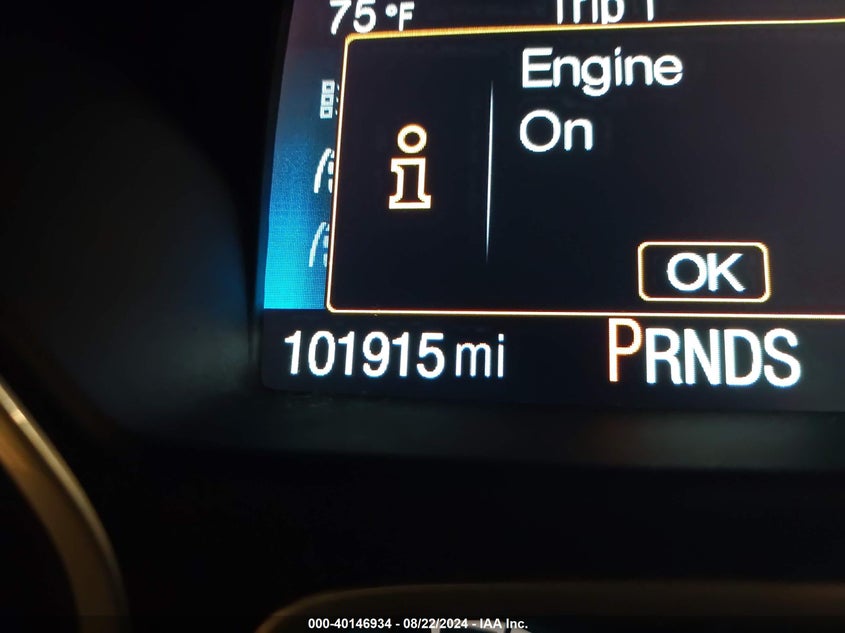 75 °F Trip 1
Engine
On
OK
101915 mi PRNDS
000-40146934 - 08/22/2024 - IAA Inc.